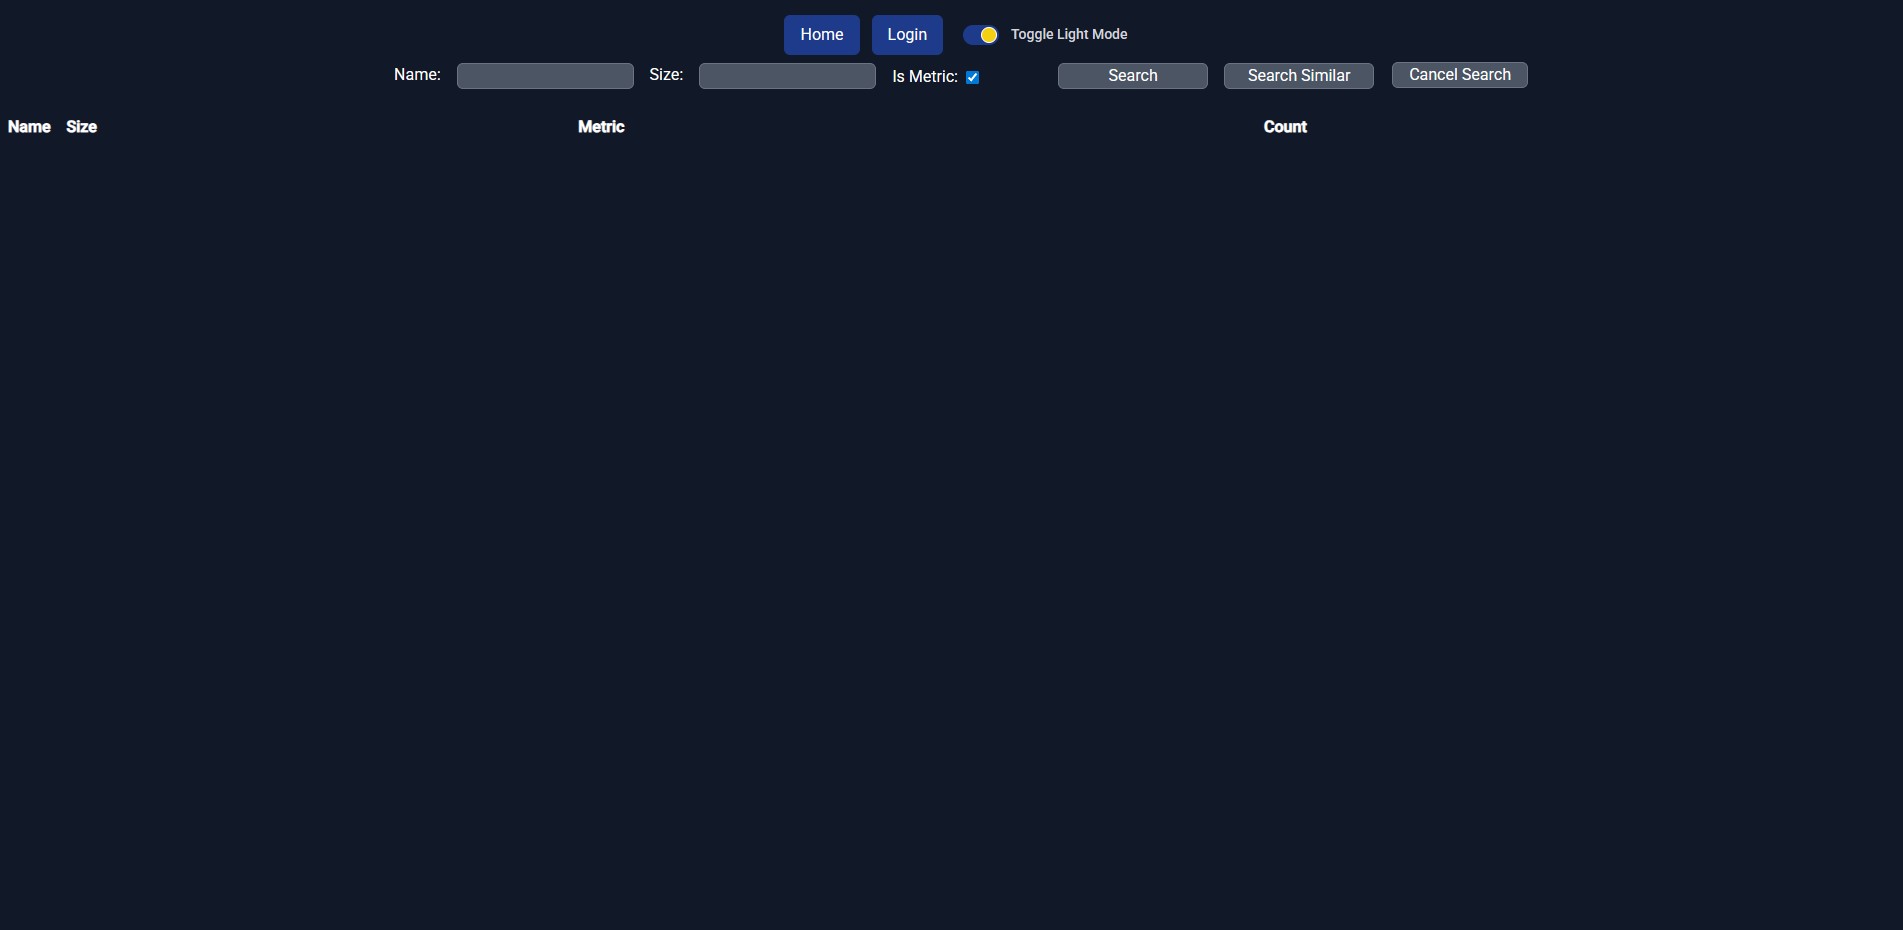 Home Login Toggle Light Mode
Name: Size: Is Metric: Search Search Similar Cancel Search
Name Size Metric Count